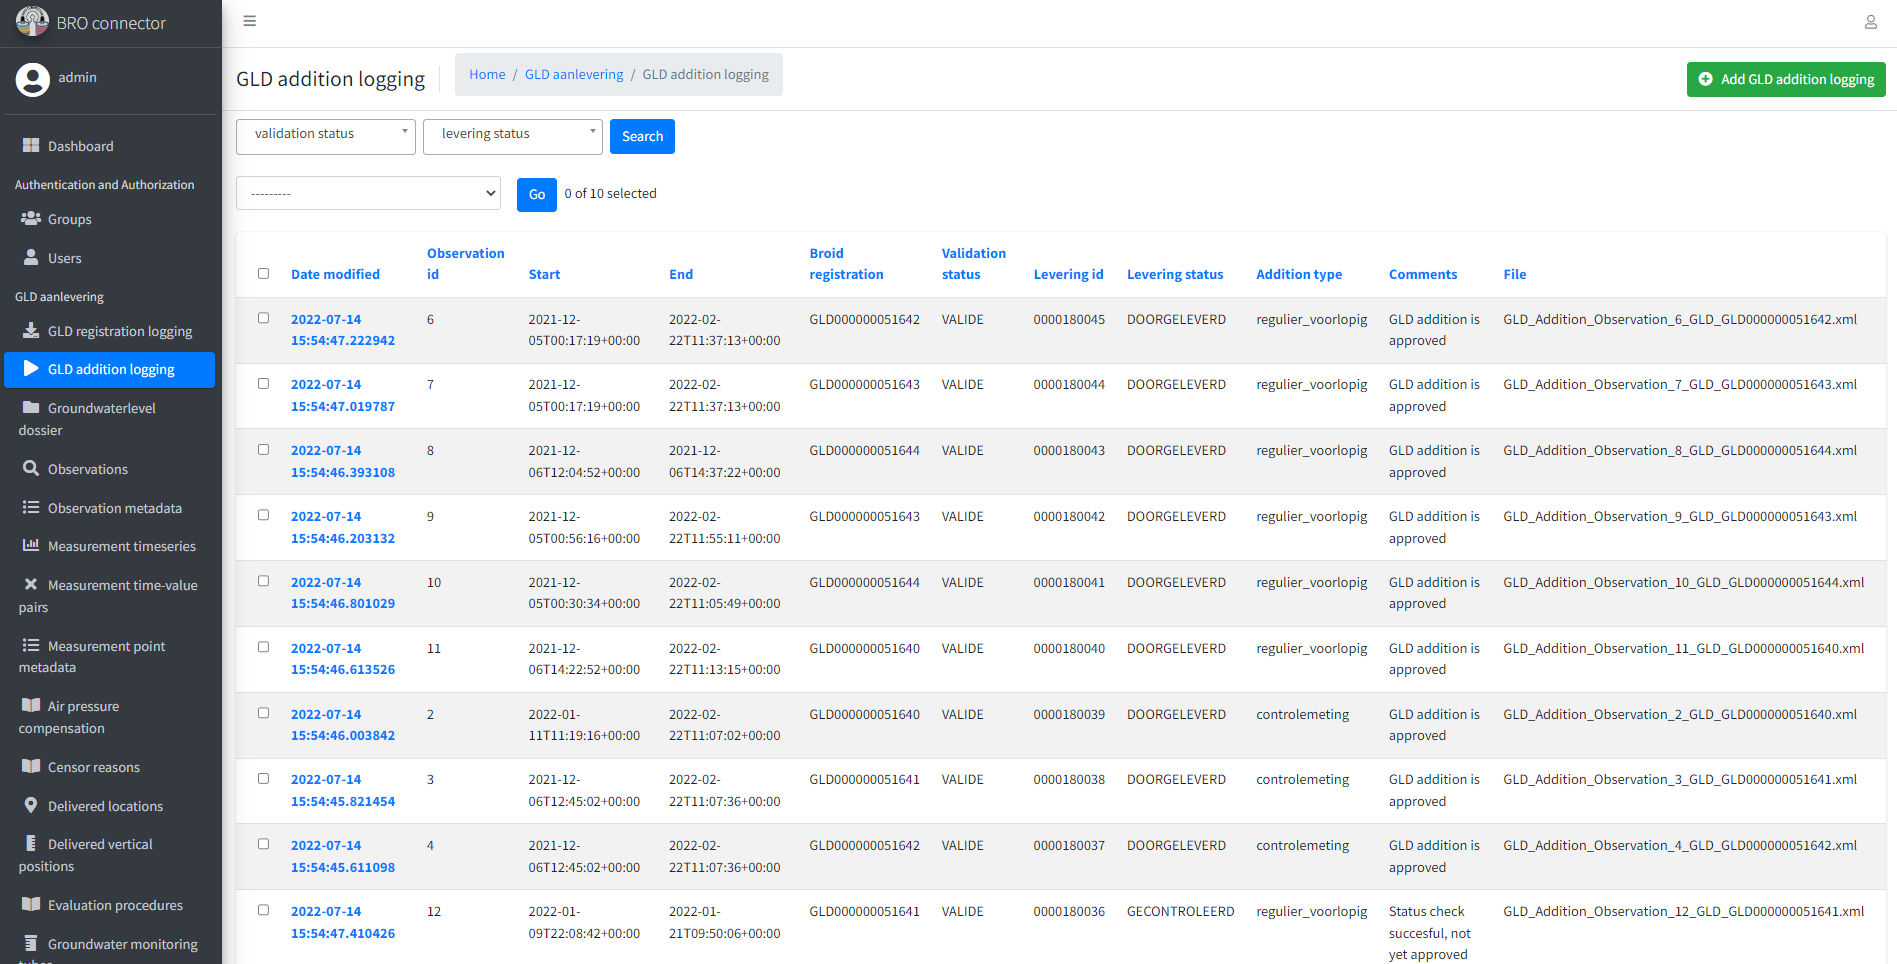 BRO connector
admin
Dashboard
Authentication and Authorization
Groups
Users
GLD aanlevering
GLD registration logging
GLD addition logging
Groundwaterlevel
dossier
Observations
Observation metadata
Measurement timeseries
Measurement time-value
pairs
Measurement point
metadata
Air pressure
compensation
Censor reasons
Delivered locations
Delivered vertical
positions
Evaluation procedures
Groundwater monitoring
GLD addition logging
Home / GLD aanlevering / GLD addition logging
Add GLD addition logging
validation status
levering status
Search
---------
Go
0 of 10 selected
Date modified
Observation
id
Start
End
Broid
registration
Validation
status
Levering id
Levering status
Addition type
Comments
File
2022-07-14
15:54:47.222942
6
2021-12-
05T00:17:19+00:00
2022-02-
22T11:37:13+00:00
GLD000000051642
VALIDE
0000180045
DOORGELEVERD
regulier_voorlopig
GLD addition is
approved
GLD_Addition_Observation_6_GLD_GLD000000051642.xml
2022-07-14
15:54:47.019787
7
2021-12-
05T00:17:19+00:00
2022-02-
22T11:37:13+00:00
GLD000000051643
VALIDE
0000180044
DOORGELEVERD
regulier_voorlopig
GLD addition is
approved
GLD_Addition_Observation_7_GLD_GLD000000051643.xml
2022-07-14
15:54:46.393108
8
2021-12-
06T12:04:52+00:00
2021-12-
06T14:37:22+00:00
GLD000000051644
VALIDE
0000180043
DOORGELEVERD
regulier_voorlopig
GLD addition is
approved
GLD_Addition_Observation_8_GLD_GLD000000051644.xml
2022-07-14
15:54:46.203132
9
2021-12-
05T00:56:16+00:00
2022-02-
22T11:55:11+00:00
GLD000000051643
VALIDE
0000180042
DOORGELEVERD
regulier_voorlopig
GLD addition is
approved
GLD_Addition_Observation_9_GLD_GLD000000051643.xml
2022-07-14
15:54:46.801029
10
2021-12-
05T00:30:34+00:00
2022-02-
22T11:05:49+00:00
GLD000000051644
VALIDE
0000180041
DOORGELEVERD
regulier_voorlopig
GLD addition is
approved
GLD_Addition_Observation_10_GLD_GLD000000051644.xml
2022-07-14
15:54:46.613526
11
2021-12-
06T14:22:52+00:00
2022-02-
22T11:13:15+00:00
GLD000000051640
VALIDE
0000180040
DOORGELEVERD
regulier_voorlopig
GLD addition is
approved
GLD_Addition_Observation_11_GLD_GLD000000051640.xml
2022-07-14
15:54:46.003842
2
2022-01-
11T11:19:16+00:00
2022-02-
22T11:07:02+00:00
GLD000000051640
VALIDE
0000180039
DOORGELEVERD
controlemeting
GLD addition is
approved
GLD_Addition_Observation_2_GLD_GLD000000051640.xml
2022-07-14
15:54:45.821454
3
2021-12-
06T12:45:02+00:00
2022-02-
22T11:07:36+00:00
GLD000000051641
VALIDE
0000180038
DOORGELEVERD
controlemeting
GLD addition is
approved
GLD_Addition_Observation_3_GLD_GLD000000051641.xml
2022-07-14
15:54:45.611098
4
2021-12-
06T12:45:02+00:00
2022-02-
22T11:07:36+00:00
GLD000000051642
VALIDE
0000180037
DOORGELEVERD
controlemeting
GLD addition is
approved
GLD_Addition_Observation_4_GLD_GLD000000051642.xml
2022-07-14
15:54:47.410426
12
2022-01-
09T22:08:42+00:00
2022-01-
21T09:50:06+00:00
GLD000000051641
VALIDE
0000180036
GECONTROLEERD
regulier_voorlopig
Status check
succesful, not
yet approved
GLD_Addition_Observation_12_GLD_GLD000000051641.xml